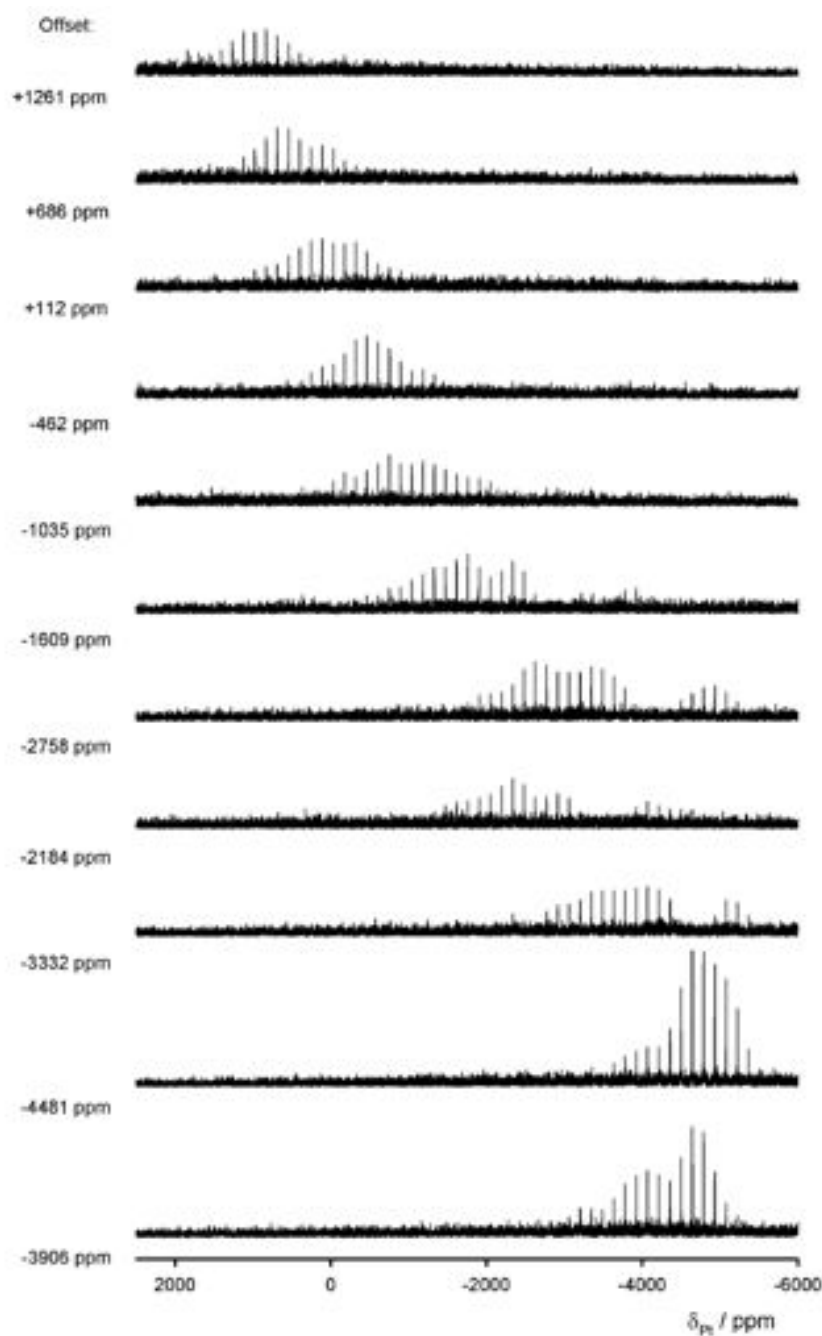 Offset:
+1261 ppm
+686 ppm
+112 ppm
-462 ppm
-1035 ppm
-1609 ppm
-2758 ppm
-2184 ppm
-3332 ppm
-4481 ppm
-3906 ppm
2000 0 -2000 -4000 -6000
δPt / ppm